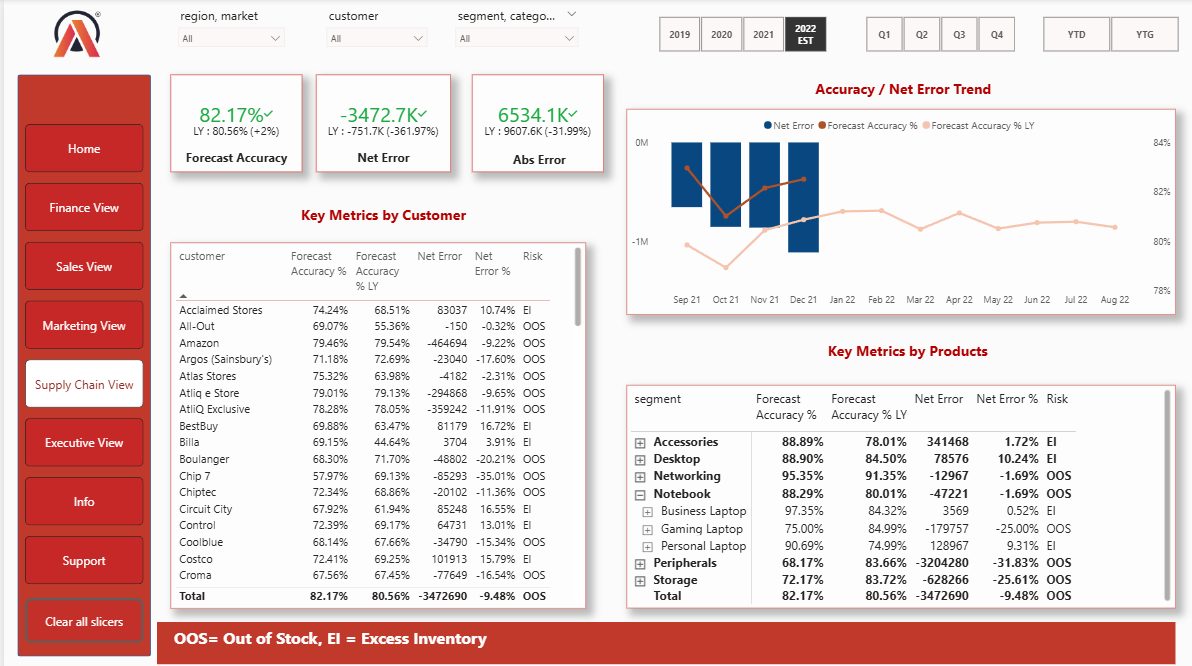 region, market
customer
segment, catego...
All
All
All
2019
2020
2021
2022
EST
Q1
Q2
Q3
Q4
YTD
YTG
®
Home
Finance View
Sales View
Marketing View
Supply Chain View
Executive View
Info
Support
Clear all slicers
82.17%
LY : 80.56% (+2%)
Forecast Accuracy
-3472.7K
LY : -751.7K (-361.97%)
Net Error
6534.1K
LY : 9607.6K (-31.99%)
Abs Error
Accuracy / Net Error Trend
Net Error Forecast Accuracy % Forecast Accuracy % LY
0M
-1M
84%
82%
80%
78%
Sep 21 Oct 21 Nov 21 Dec 21 Jan 22 Feb 22 Mar 22 Apr 22 May 22 Jun 22 Jul 22 Aug 22
Key Metrics by Customer
customer Forecast Accuracy % Forecast Accuracy % LY Net Error Net Error % Risk
Acclaimed Stores 74.24% 68.51% 83037 10.74% EI
All-Out 69.07% 55.36% -150 -0.32% OOS
Amazon 79.46% 79.54% -464694 -9.22% OOS
Argos (Sainsbury's) 71.18% 72.69% -23040 -17.60% OOS
Atlas Stores 75.32% 63.98% -4182 -2.31% OOS
Atliq e Store 79.01% 79.13% -294868 -9.65% OOS
AtliQ Exclusive 78.28% 78.05% -359242 -11.91% OOS
BestBuy 69.88% 63.47% 81179 16.72% EI
Billa 69.15% 44.64% 3704 3.91% EI
Boulanger 68.30% 71.70% -48802 -20.21% OOS
Chip 7 57.97% 69.13% -85293 -35.01% OOS
Chiptec 72.34% 68.86% -20102 -11.36% OOS
Circuit City 67.92% 61.94% 85248 16.55% EI
Control 72.39% 69.17% 64731 13.01% EI
Coolblue 68.14% 67.66% -34790 -15.34% OOS
Costco 72.41% 69.25% 101913 15.79% EI
Croma 67.56% 67.45% -77649 -16.54% OOS
Total 82.17% 80.56% -3472690 -9.48% OOS
Key Metrics by Products
segment Forecast Accuracy % Forecast Accuracy % LY Net Error Net Error % Risk
Accessories 88.89% 78.01% 341468 1.72% EI
Desktop 88.90% 84.50% 78576 10.24% EI
Networking 95.35% 91.35% -12967 -1.69% OOS
Notebook 88.29% 80.01% -47221 -1.69% OOS
Business Laptop 97.35% 84.32% 3569 0.52% EI
Gaming Laptop 75.00% 84.99% -179757 -25.00% OOS
Personal Laptop 90.69% 74.99% 128967 9.31% EI
Peripherals 68.17% 83.66% -3204280 -31.83% OOS
Storage 72.17% 83.72% -628266 -25.61% OOS
Total 82.17% 80.56% -3472690 -9.48% OOS
OOS= Out of Stock, EI = Excess Inventory